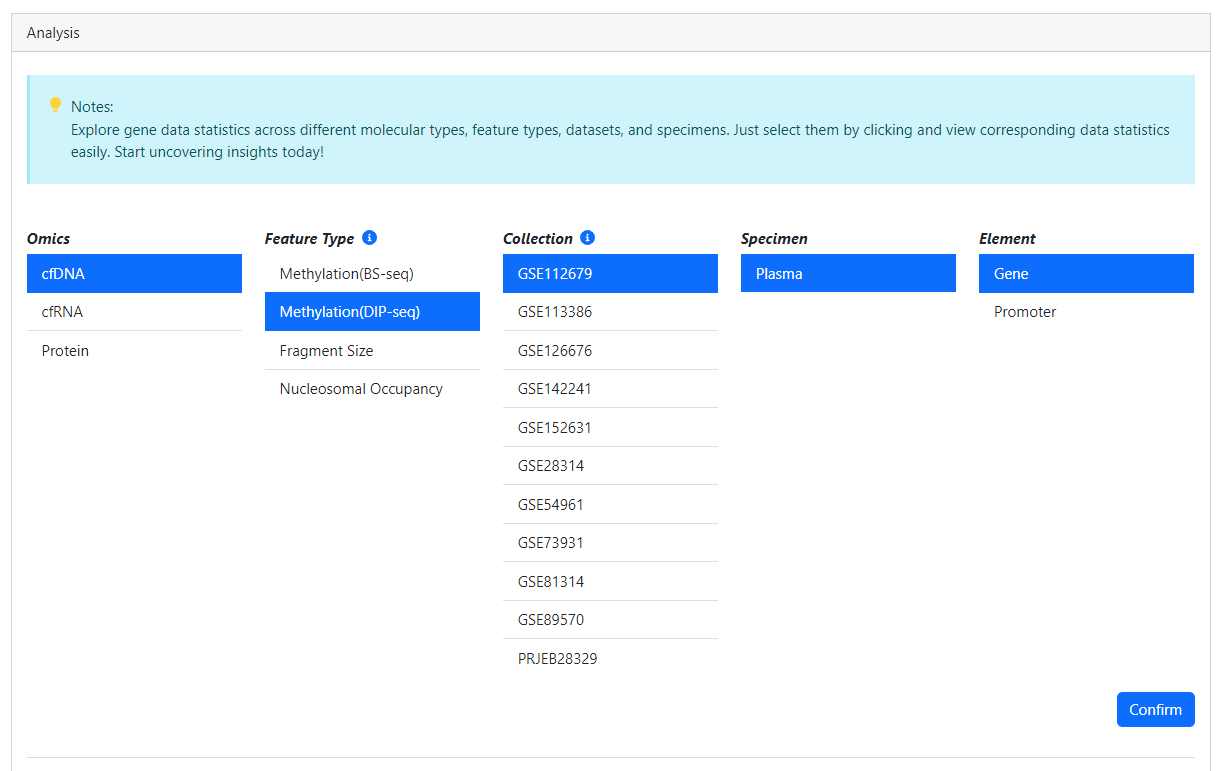 Analysis
Notes:
Explore gene data statistics across different molecular types, feature types, datasets, and specimens. Just select them by clicking and view corresponding data statistics
easily. Start uncovering insights today!
Omics
cfDNA
cfRNA
Protein
Feature Type
Methylation(BS-seq)
Methylation(DIP-seq)
Fragment Size
Nucleosomal Occupancy
Collection
GSE112679
GSE113386
GSE126676
GSE142241
GSE152631
GSE28314
GSE54961
GSE73931
GSE81314
GSE89570
PRJEB28329
Specimen
Plasma
Element
Gene
Promoter
Confirm